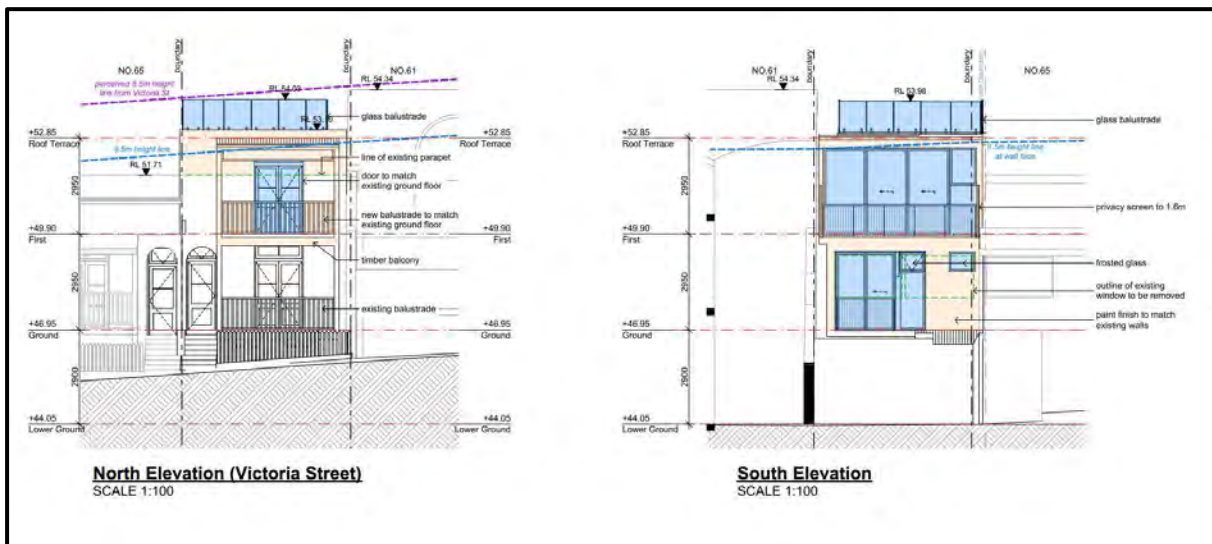 boundary
boundary
NO.65
NO.61
perceived 8.5m height
line from Victoria St
RL 54.34
glass balustrade
+52.85
Roof Terrace
+52.85
Roof Terrace
RL 51.71
line of existing parapet
door to match
existing ground floor
2950
new balustrade to match
existing ground floor
+49.90
First
+49.90
First
timber balcony
2950
existing balustrade
+46.95
Ground
+46.95
Ground
2900
+44.05
Lower Ground
+44.05
Lower Ground
North Elevation (Victoria Street)
SCALE 1:100
boundary
boundary
NO.61
RL 54.34
NO.65
RL 53.98
glass balustrade
+52.85
Roof Terrace
at wall face
2950
privacy screen to 1.6m
+49.90
First
frosted glass
2950
outline of existing
window to be removed
paint finish to match
existing walls
+46.95
Ground
2900
+44.05
Lower Ground
South Elevation
SCALE 1:100